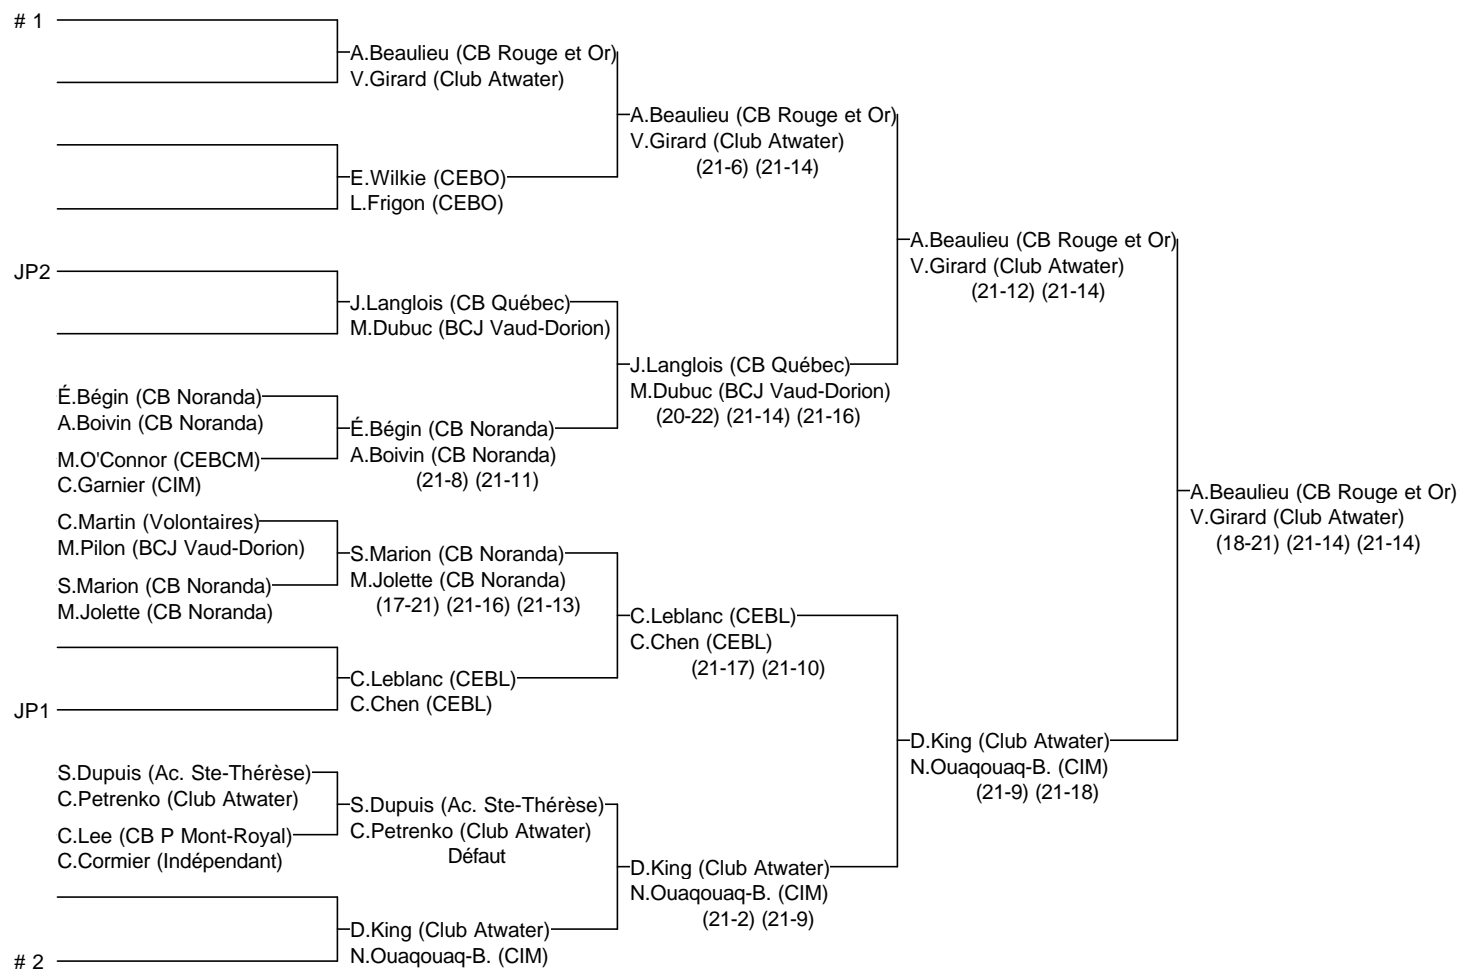 # 1
A.Beaulieu (CB Rouge et Or)
V.Girard (Club Atwater)
A.Beaulieu (CB Rouge et Or)
V.Girard (Club Atwater)
(21-6) (21-14)
E.Wilkie (CEBO)
L.Frigon (CEBO)
A.Beaulieu (CB Rouge et Or)
V.Girard (Club Atwater)
(21-12) (21-14)
JP2
J.Langlois (CB Québec)
M.Dubuc (BCJ Vaud-Dorion)
J.Langlois (CB Québec)
M.Dubuc (BCJ Vaud-Dorion)
(20-22) (21-14) (21-16)
É.Bégin (CB Noranda)
A.Boivin (CB Noranda)
É.Bégin (CB Noranda)
A.Boivin (CB Noranda)
(21-8) (21-11)
M.O'Connor (CEBCM)
C.Garnier (CIM)
A.Beaulieu (CB Rouge et Or)
V.Girard (Club Atwater)
(18-21) (21-14) (21-14)
C.Martin (Volontaires)
M.Pilon (BCJ Vaud-Dorion)
S.Marion (CB Noranda)
M.Jolette (CB Noranda)
(17-21) (21-16) (21-13)
S.Marion (CB Noranda)
M.Jolette (CB Noranda)
C.Leblanc (CEBL)
C.Chen (CEBL)
(21-17) (21-10)
C.Leblanc (CEBL)
C.Chen (CEBL)
JP1
D.King (Club Atwater)
N.Ouaqouaq-B. (CIM)
(21-9) (21-18)
S.Dupuis (Ac. Ste-Thérèse)
C.Petrenko (Club Atwater)
S.Dupuis (Ac. Ste-Thérèse)
C.Petrenko (Club Atwater)
Défaut
C.Lee (CB P Mont-Royal)
C.Cormier (Indépendant)
D.King (Club Atwater)
N.Ouaqouaq-B. (CIM)
(21-2) (21-9)
D.King (Club Atwater)
N.Ouaqouaq-B. (CIM)
# 2